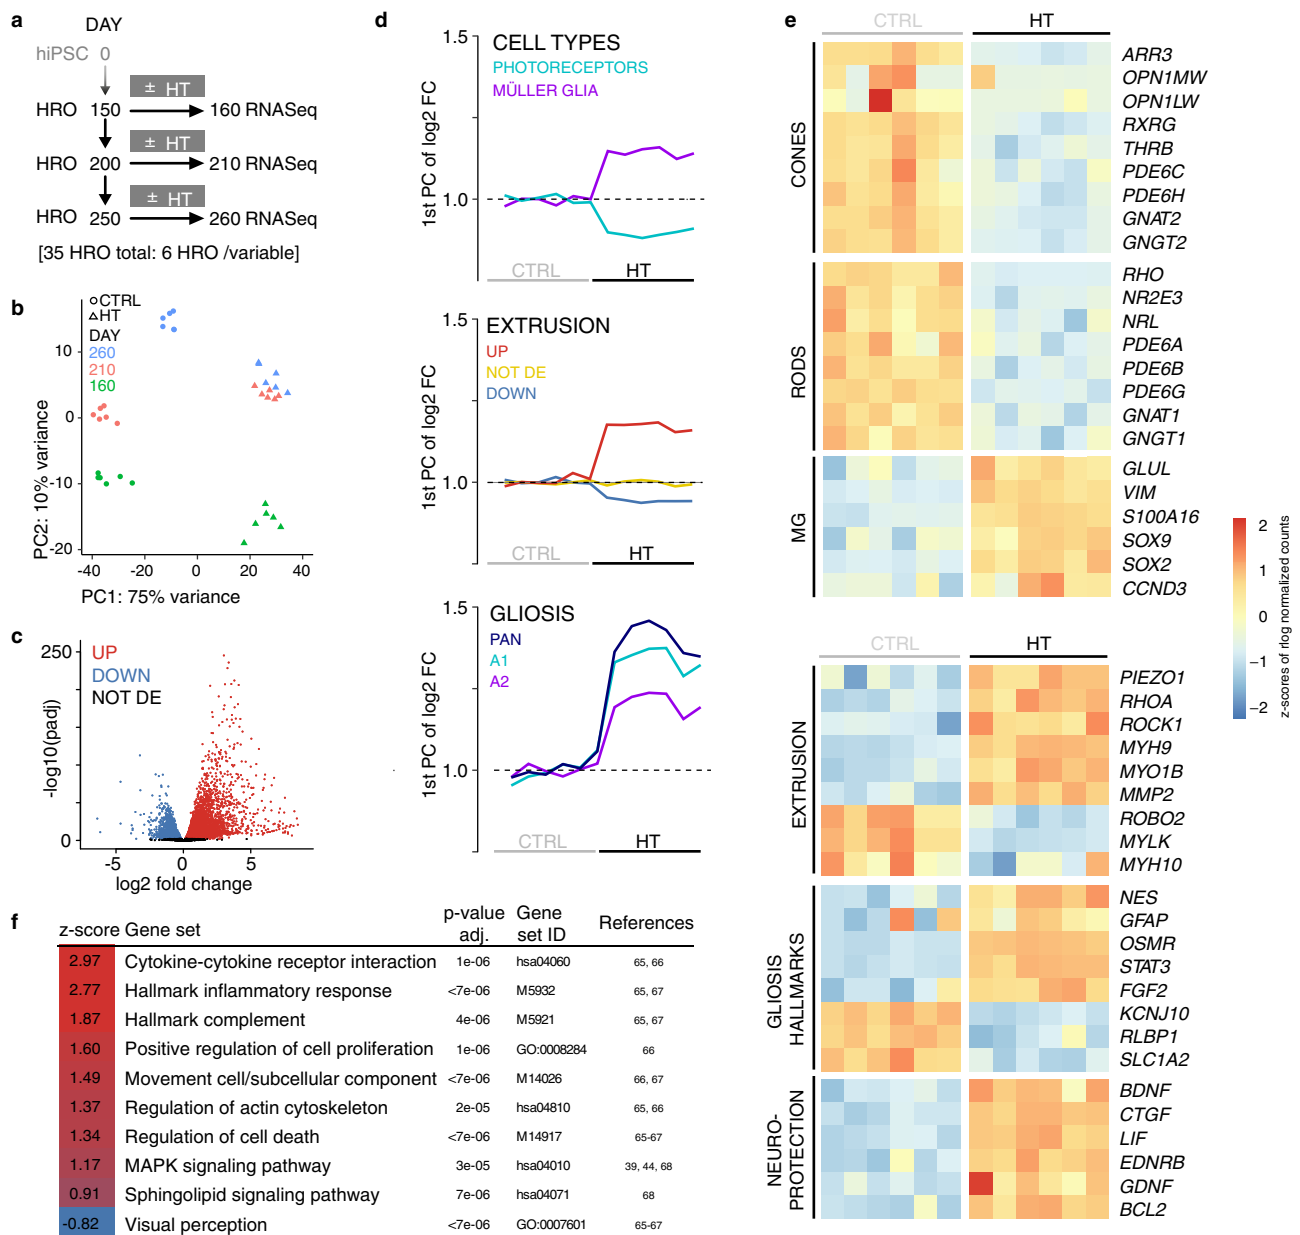 a
DAY
hiPSC 0
± HT
HRO 150 160 RNASeq
± HT
HRO 200 210 RNASeq
± HT
HRO 250 260 RNASeq
[35 HRO total: 6 HRO /variable]
b
CTRL
HT
DAY
260
210
160
10
0
-10
-20
PC2: 10% variance
-40 -20 0 20 40
PC1: 75% variance
c
UP
DOWN
NOT DE
250
0
-log10(padj)
-5 0 5
log2 fold change
d
1.5
CELL TYPES
PHOTORECEPTORS
MÜLLER GLIA
1.0
1st PC of log2 FC
CTRL HT
1.5
EXTRUSION
UP
NOT DE
DOWN
1.0
1st PC of log2 FC
CTRL HT
1.5
GLIOSIS
PAN
A1
A2
1.0
1st PC of log2 FC
CTRL HT
e
CTRL HT
CONES
ARR3
OPN1MW
OPN1LW
RXRG
THRB
PDE6C
PDE6H
GNAT2
GNGT2
RODS
RHO
NR2E3
NRL
PDE6A
PDE6B
PDE6G
GNAT1
GNGT1
MG
GLUL
VIM
S100A16
SOX9
SOX2
CCND3
2
1
0
−1
−2
z-scores of rlog normalized counts
CTRL HT
EXTRUSION
PIEZO1
RHOA
ROCK1
MYH9
MYO1B
MMP2
ROBO2
MYLK
MYH10
GLIOSIS
HALLMARKS
NES
GFAP
OSMR
STAT3
FGF2
KCNJ10
RLBP1
SLC1A2
NEURO-
PROTECTION
BDNF
CTGF
LIF
EDNRB
GDNF
BCL2
f
z-score Gene set p-value adj. Gene set ID References
2.97 Cytokine-cytokine receptor interaction 1e-06 hsa04060 65, 66
2.77 Hallmark inflammatory response <7e-06 M5932 65, 67
1.87 Hallmark complement 4e-06 M5921 65, 67
1.60 Positive regulation of cell proliferation 1e-06 GO:0008284 66
1.49 Movement cell/subcellular component <7e-06 M14026 66, 67
1.37 Regulation of actin cytoskeleton 2e-05 hsa04810 65, 66
1.34 Regulation of cell death <7e-06 M14917 65-67
1.17 MAPK signaling pathway 3e-05 hsa04010 39, 44, 68
0.91 Sphingolipid signaling pathway 7e-06 hsa04071 68
-0.82 Visual perception <7e-06 GO:0007601 65-67